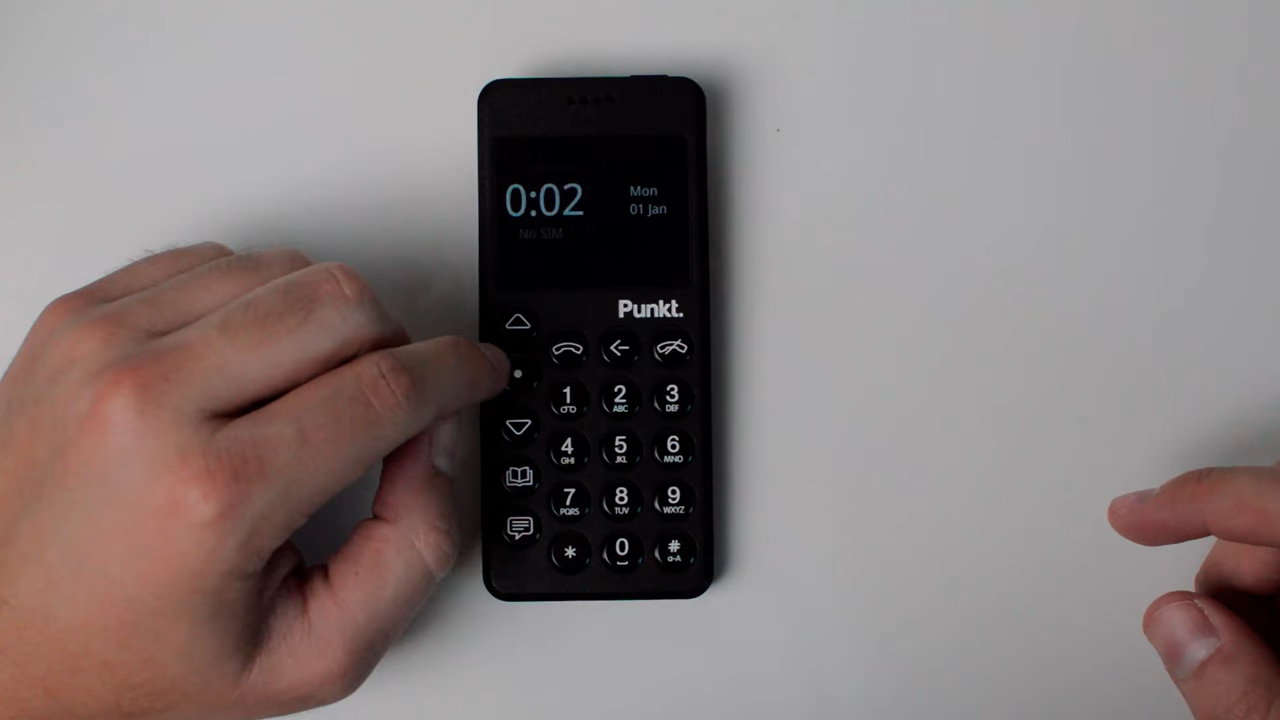 0:02
Mon
01 Jan
No SIM
Punkt.
1
2 ABC
3 DEF
4 GHI
5 JKL
6 MNO
7 PQRS
8 TUV
9 WXYZ
*
0
#
a-A